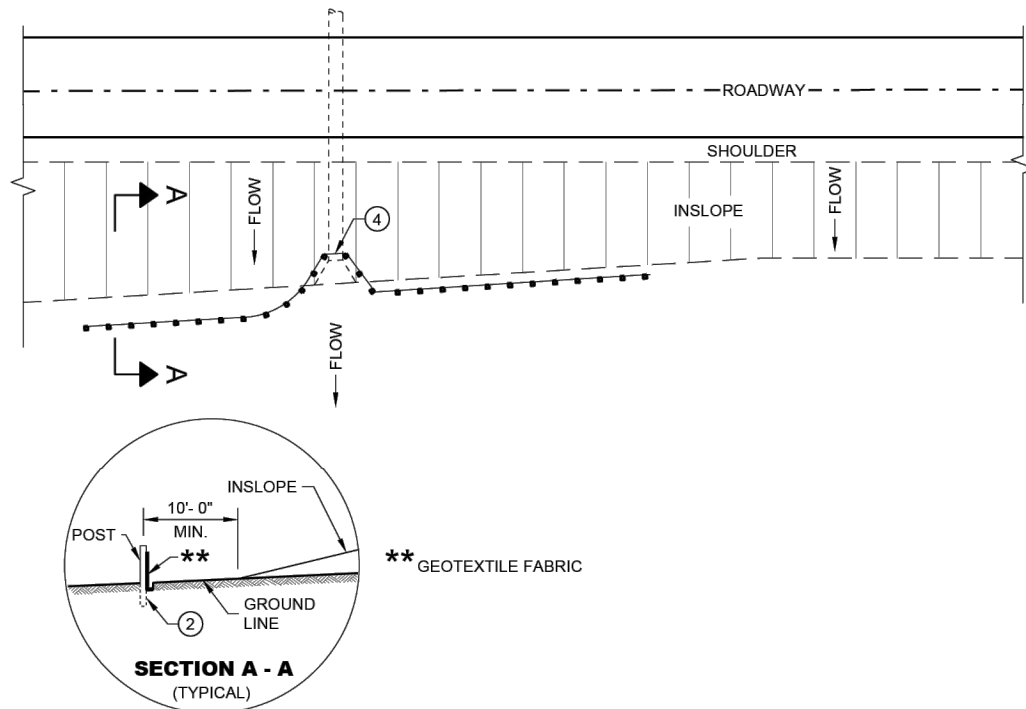 ROADWAY
SHOULDER
A
FLOW
4
INSLOPE
FLOW
FLOW
A
INSLOPE
10'- 0"
MIN.
POST
**
** GEOTEXTILE FABRIC
GROUND
LINE
2
SECTION A - A
(TYPICAL)